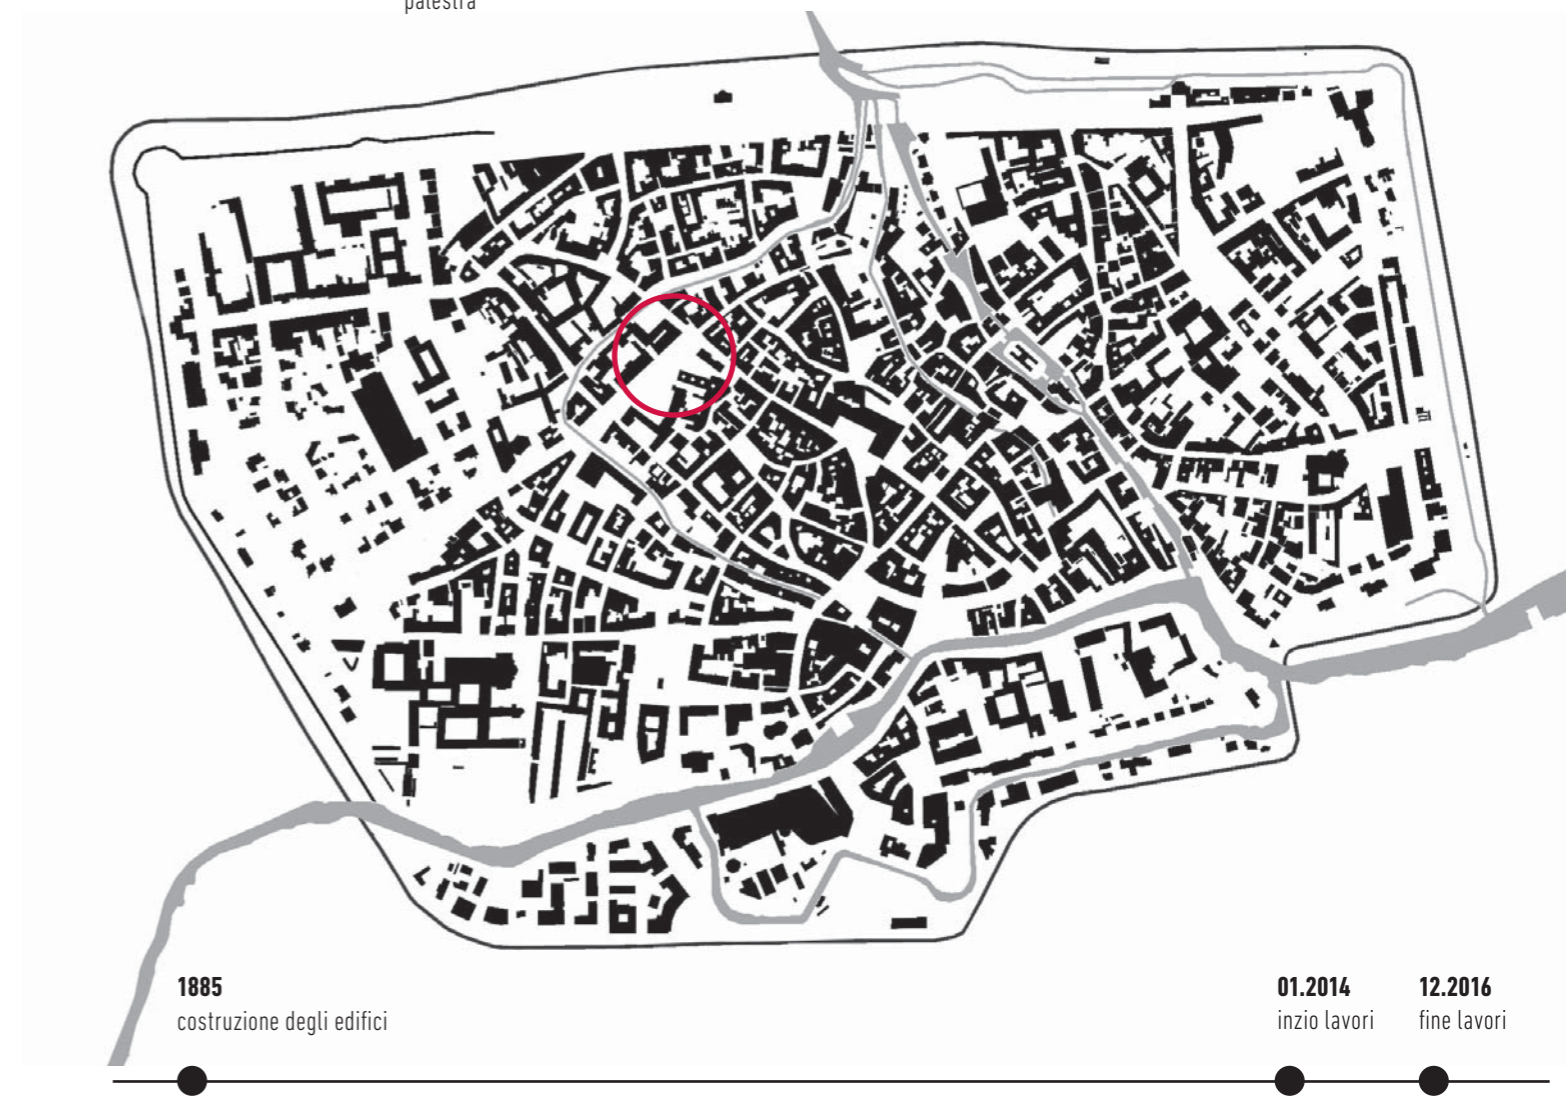 palestra
1885
costruzione degli edifici
01.2014
inzio lavori
12.2016
fine lavori